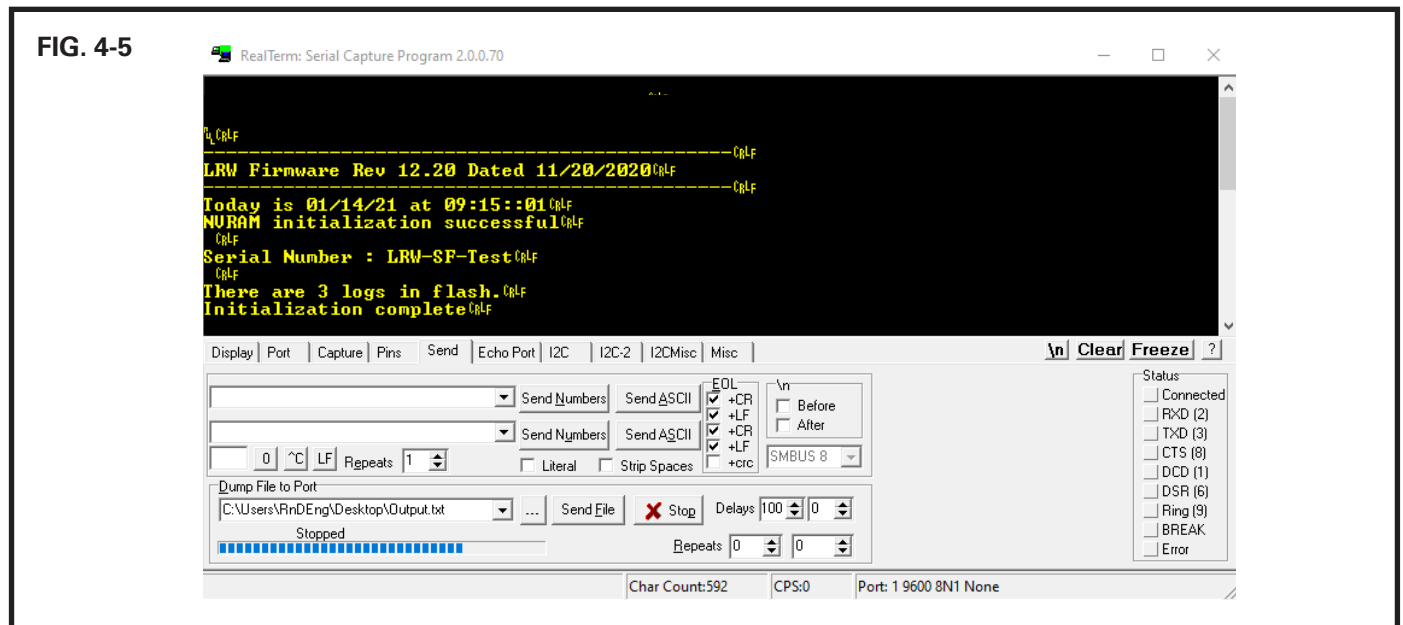 FIG. 4-5
RealTerm: Serial Capture Program 2.0.0.70
CRLF
------------------------------------------------CRLF
LRW Firmware Rev 12.20 Dated 11/20/2020CRLF
------------------------------------------------CRLF
Today is 01/14/21 at 09:15::01CRLF
NVRAM initialization successfulCRLF
CRLF
Serial Number : LRW-SF-TestCRLF
CRLF
There are 3 logs in flash.CRLF
Initialization completeCRLF
Display Port Capture Pins Send Echo Port I2C I2C-2 I2CMisc Misc \n Clear Freeze ?
Status
Connected
RXD (2)
TXD (3)
CTS (8)
DCD (1)
DSR (6)
Ring (9)
BREAK
Error
EOL \n
Send Numbers Send ASCII +CR Before
+LF
After
Send Numbers Send ASCII +CR
+LF
0 ^C LF Repeats 1 Literal Strip Spaces +crc SMBUS 8
Dump File to Port
C:\Users\RnDEng\Desktop\Output.txt ... Send File Stop Delays 100 0
Stopped
Repeats 0 0
Char Count:592 CPS:0 Port: 1 9600 8N1 None